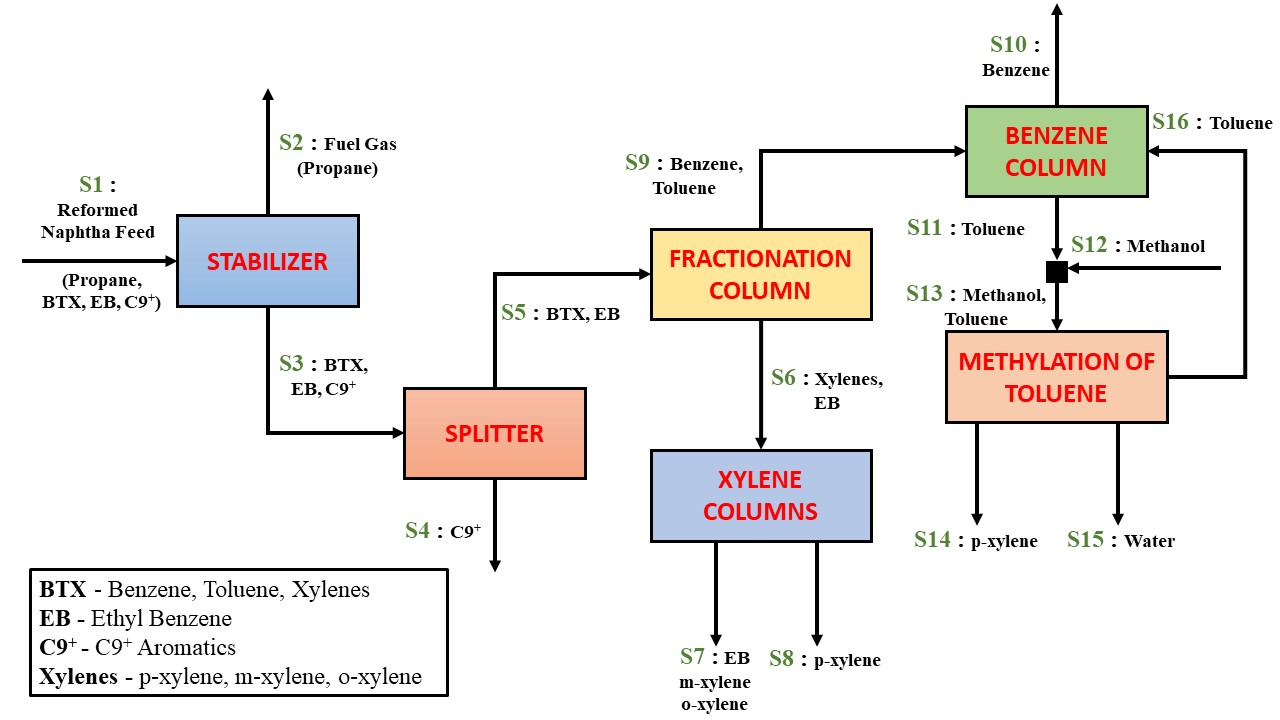 S10 :
Benzene
S16 : Toluene
BENZENE
COLUMN
S2 : Fuel Gas
(Propane)
S9 : Benzene,
Toluene
S1 :
Reformed
Naphtha Feed
(Propane,
BTX, EB, C9⁺)
STABILIZER
S11 : Toluene
S12 : Methanol
FRACTIONATION
COLUMN
S13 : Methanol,
Toluene
S5 : BTX, EB
METHYLATION OF
TOLUENE
S3 : BTX,
EB, C9⁺
S6 : Xylenes,
EB
SPLITTER
XYLENE
COLUMNS
S4 : C9⁺
S14 : p-xylene
S15 : Water
BTX - Benzene, Toluene, Xylenes
EB - Ethyl Benzene
C9⁺ - C9⁺ Aromatics
Xylenes - p-xylene, m-xylene, o-xylene
S7 : EB
m-xylene
o-xylene
S8 : p-xylene